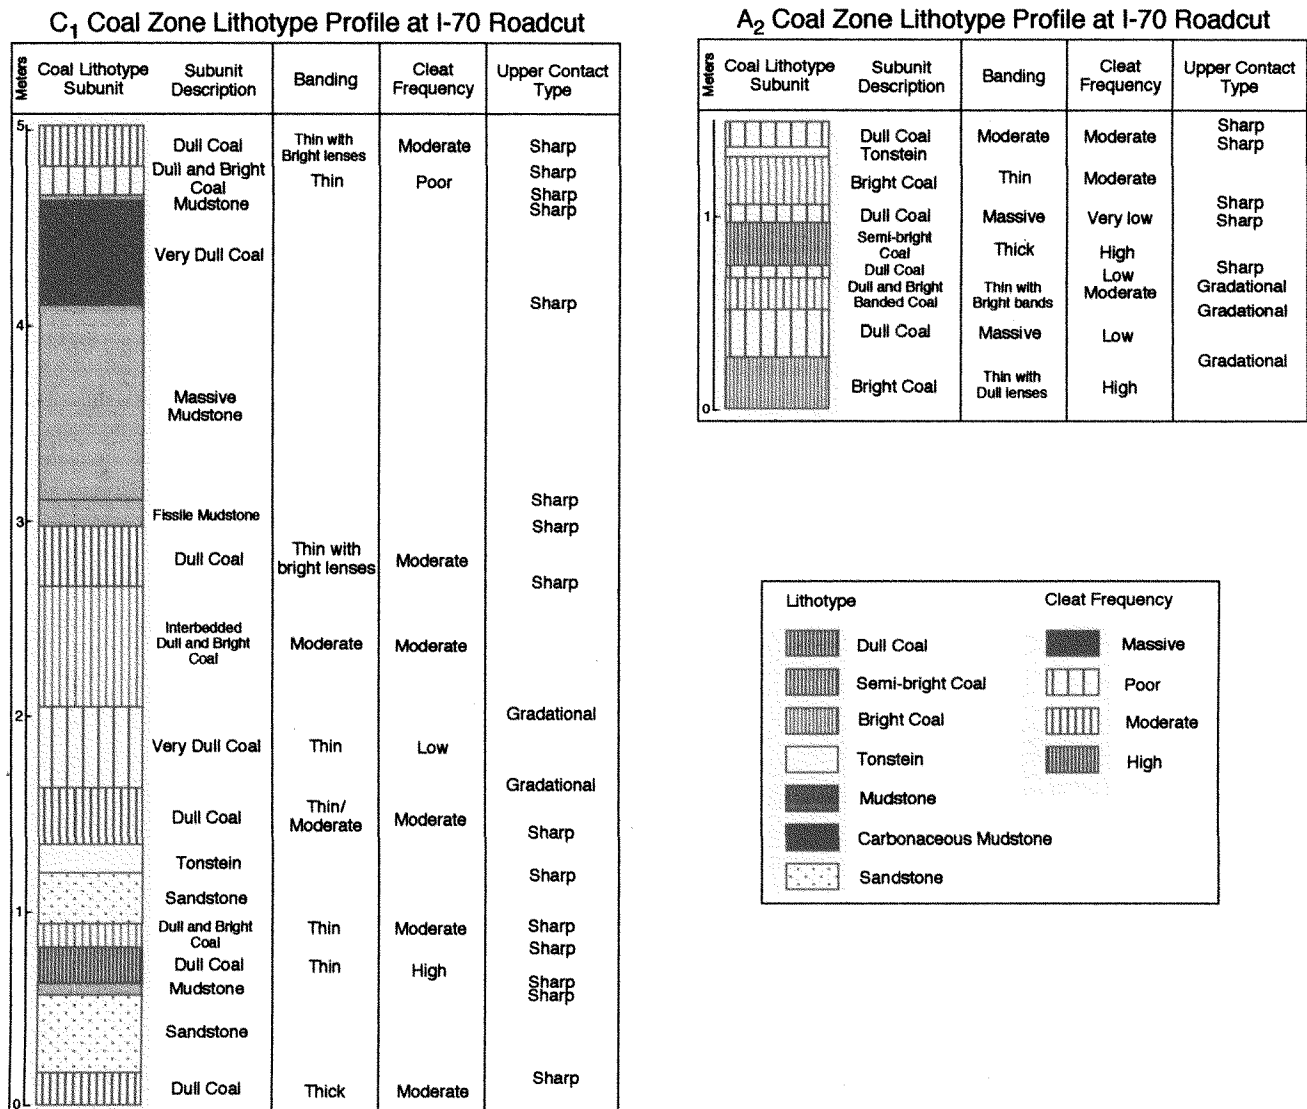 C1 Coal Zone Lithotype Profile at I-70 Roadcut
Meters
Coal Lithotype Subunit
Subunit Description
Banding
Cleat Frequency
Upper Contact Type
5
Dull Coal
Thin with Bright lenses
Moderate
Sharp
Dull and Bright Coal
Thin
Poor
Sharp
Mudstone
Sharp
Very Dull Coal
Sharp
4
Massive Mudstone
Sharp
3
Fissile Mudstone
Sharp
Sharp
Dull Coal
Thin with bright lenses
Moderate
Interbedded Dull and Bright Coal
Moderate
Moderate
Sharp
2
Very Dull Coal
Thin
Low
Gradational
Dull Coal
Thin/ Moderate
Moderate
Gradational
Tonstein
Sharp
Sandstone
Sharp
1
Dull and Bright Coal
Thin
Moderate
Sharp
Dull Coal
Thin
High
Sharp
Mudstone
Sharp
Sandstone
Sharp
0
Dull Coal
Thick
Moderate
Sharp
A2 Coal Zone Lithotype Profile at I-70 Roadcut
Meters
Coal Lithotype Subunit
Subunit Description
Banding
Cleat Frequency
Upper Contact Type
Dull Coal
Moderate
Moderate
Sharp
Tonstein
Sharp
Bright Coal
Thin
Moderate
1
Dull Coal
Massive
Very low
Sharp
Sharp
Semi-bright Coal
Thick
High
Dull Coal
Low
Sharp
Dull and Bright Banded Coal
Thin with Bright bands
Moderate
Gradational
Dull Coal
Massive
Low
Gradational
Bright Coal
Thin with Dull lenses
High
Gradational
0
Lithotype
Dull Coal
Semi-bright Coal
Bright Coal
Tonstein
Mudstone
Carbonaceous Mudstone
Sandstone
Cleat Frequency
Massive
Poor
Moderate
High